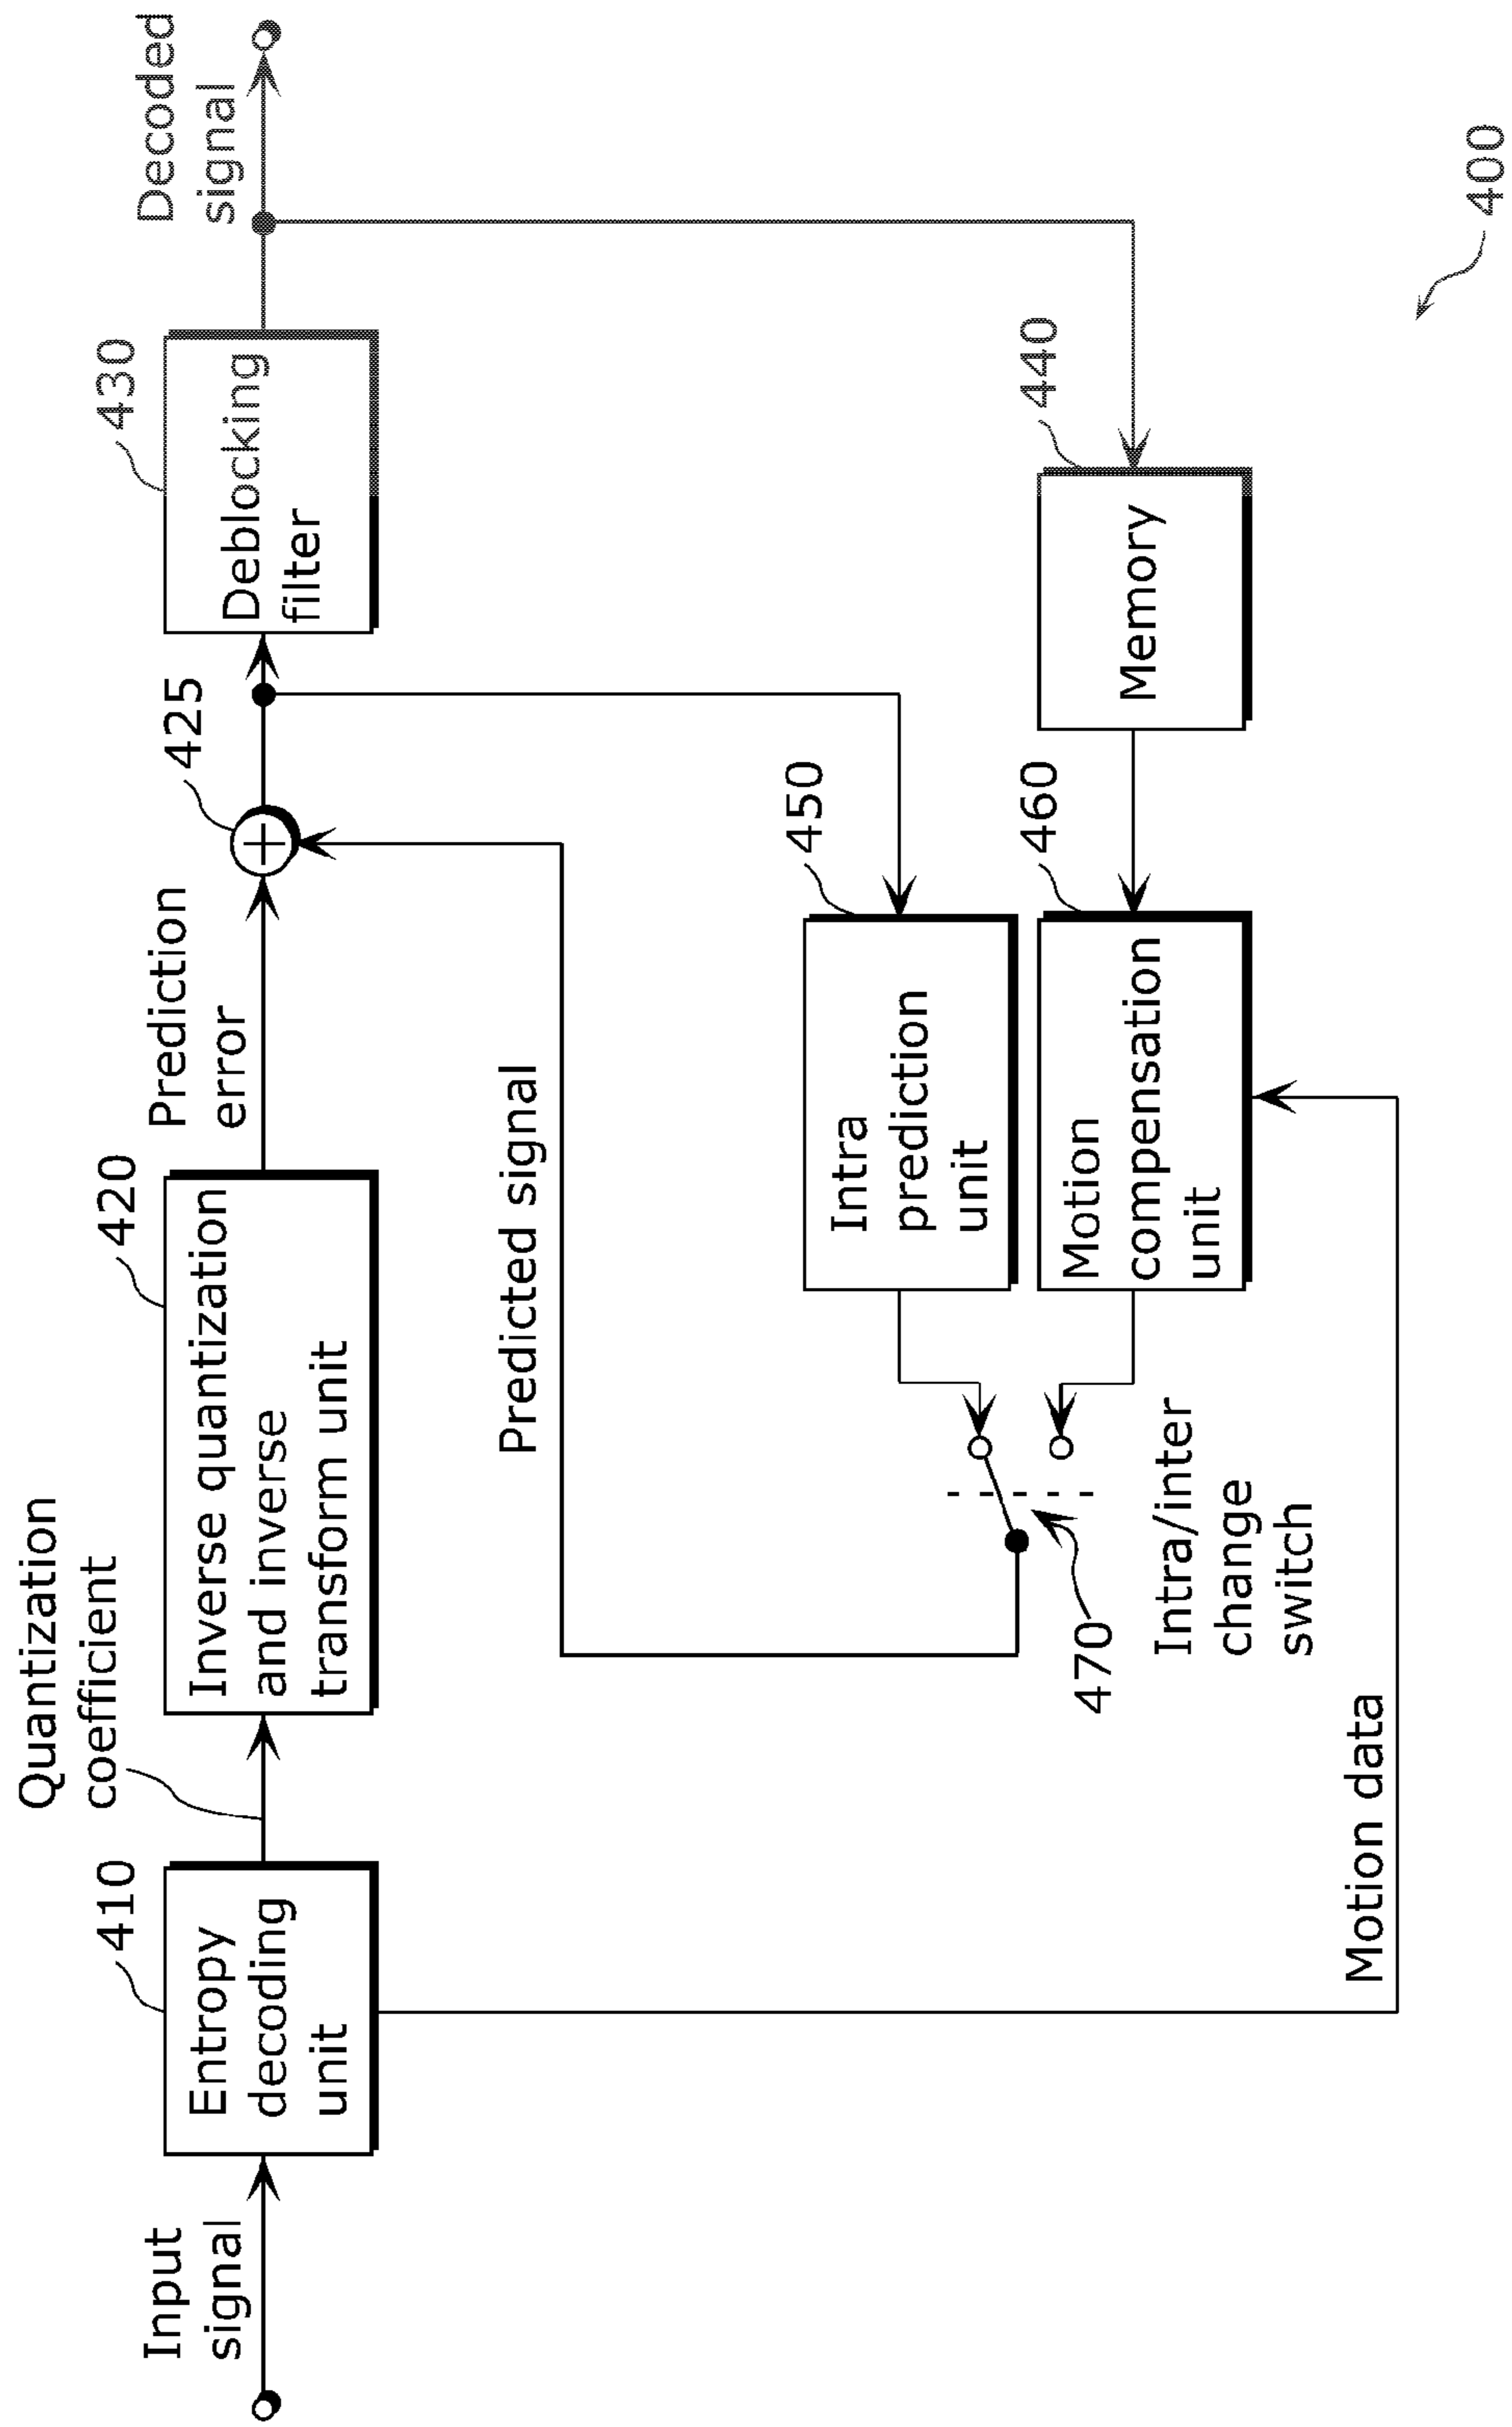 Input
signal
410
Entropy
decoding
unit
Quantization
coefficient
420
Inverse quantization
and inverse
transform unit
Prediction
error
425
430
Deblocking
filter
Decoded
signal
Predicted signal
450
Intra
prediction
unit
440
Memory
460
Motion
compensation
unit
470
Intra/inter
change
switch
Motion data
400